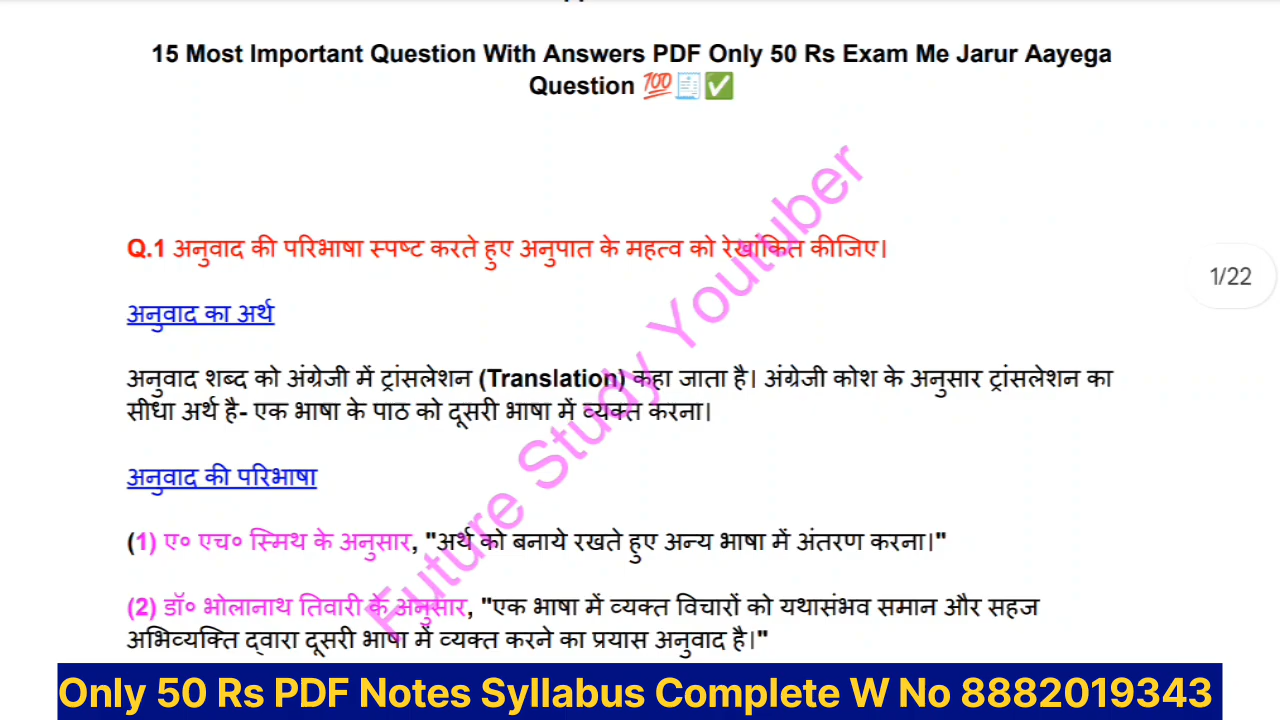 15 Most Important Question With Answers PDF Only 50 Rs Exam Me Jarur Aayega
Question 💯🧾✅
Q.1 अनुवाद की परिभाषा स्पष्ट करते हुए अनुपात के महत्व को रेखांकित कीजिए।
1/22
अनुवाद का अर्थ
अनुवाद शब्द को अंग्रेजी में ट्रांसलेशन (Translation) कहा जाता है। अंग्रेजी कोश के अनुसार ट्रांसलेशन का
सीधा अर्थ है- एक भाषा के पाठ को दूसरी भाषा में व्यक्त करना।
अनुवाद की परिभाषा
(1) ए० एच० स्मिथ के अनुसार, "अर्थ को बनाये रखते हुए अन्य भाषा में अंतरण करना।"
(2) डॉ० भोलानाथ तिवारी के अनुसार, "एक भाषा में व्यक्त विचारों को यथासंभव समान और सहज
अभिव्यक्ति द्वारा दूसरी भाषा में व्यक्त करने का प्रयास अनुवाद है।"
Future Study Youtuber
Only 50 Rs PDF Notes Syllabus Complete W No 8882019343